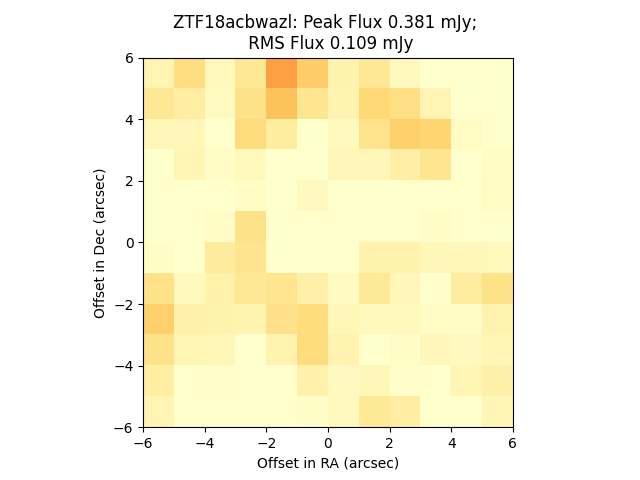 ZTF18acbwazl: Peak Flux 0.381 mJy;
RMS Flux 0.109 mJy
6
4
2
0
−2
−4
−6
Offset in Dec (arcsec)
−6 −4 −2 0 2 4 6
Offset in RA (arcsec)